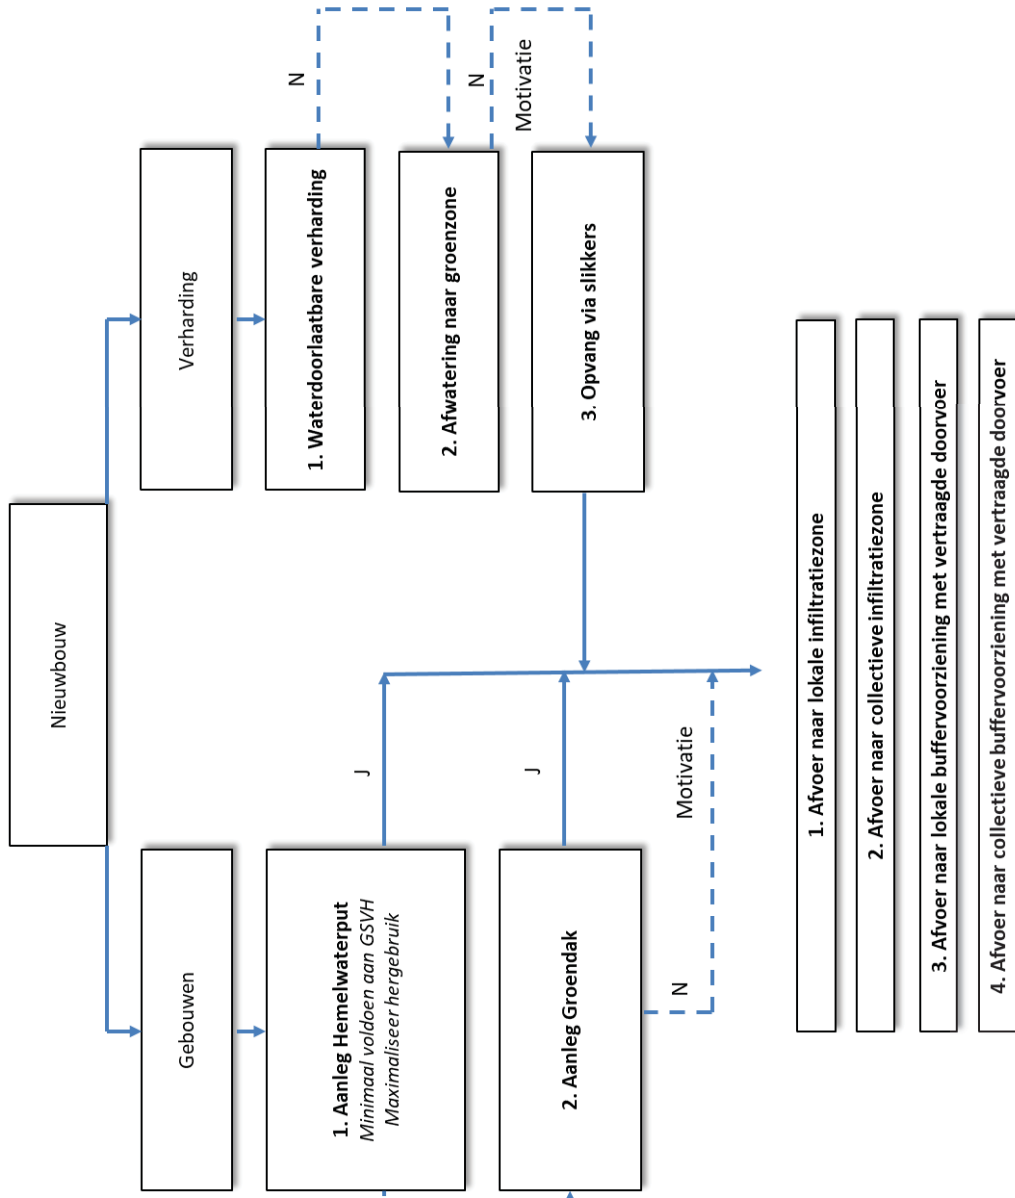 Nieuwbouw
Gebouwen
Verharding
1. Aanleg Hemelwaterput
Minimaal voldoen aan GSVH
Maximaliseer hergebruik
J
1. Waterdoorlaatbare verharding
N
2. Afwatering naar groenzone
N
Motivatie
2. Aanleg Groendak
J
N
Motivatie
3. Opvang via slikkers
1. Afvoer naar lokale infiltratiezone
2. Afvoer naar collectieve infiltratiezone
3. Afvoer naar lokale buffervoorziening met vertraagde doorvoer
4. Afvoer naar collectieve buffervoorziening met vertraagde doorvoer